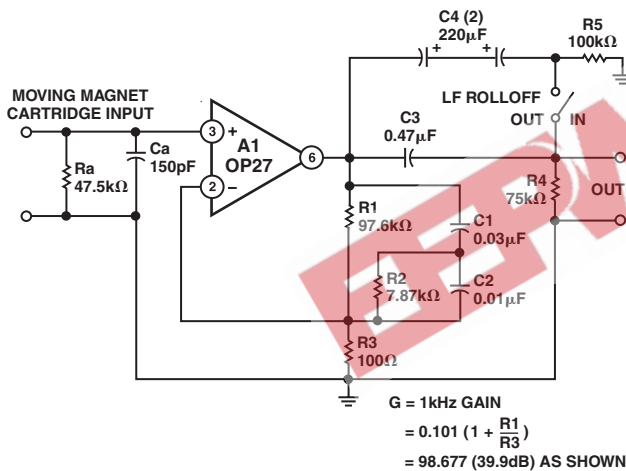 C4 (2)
220µF
+ +
R5
100kΩ
MOVING MAGNET
CARTRIDGE INPUT
LF ROLLOFF
OUT IN
3
+
A1
OP27
6
2
−
C3
0.47µF
Ca
150pF
Ra
47.5kΩ
R4
75kΩ
OUT
R1
97.6kΩ
C1
0.03µF
R2
7.87kΩ
C2
0.01µF
R3
100Ω
G = 1kHz GAIN
= 0.101 (1 + R1
R3)
= 98.677 (39.9dB) AS SHOWN